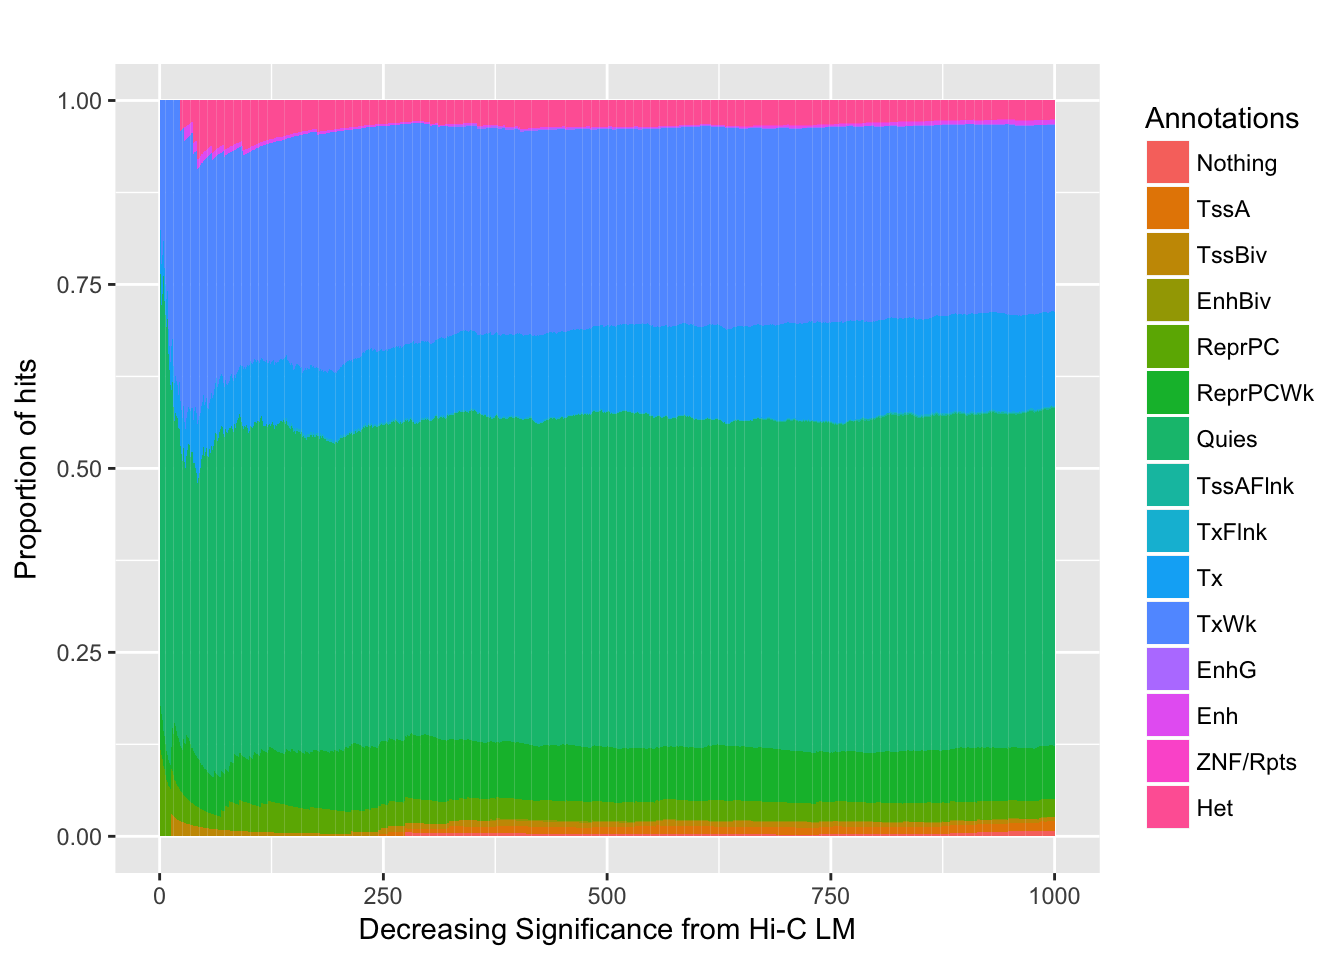 1.00
0.75
0.50
0.25
0.00
Proportion of hits
0
250
500
750
1000
Decreasing Significance from Hi-C LM
Annotations
Nothing
TssA
TssBiv
EnhBiv
ReprPC
ReprPCWk
Quies
TssAFlnk
TxFlnk
Tx
TxWk
EnhG
Enh
ZNF/Rpts
Het